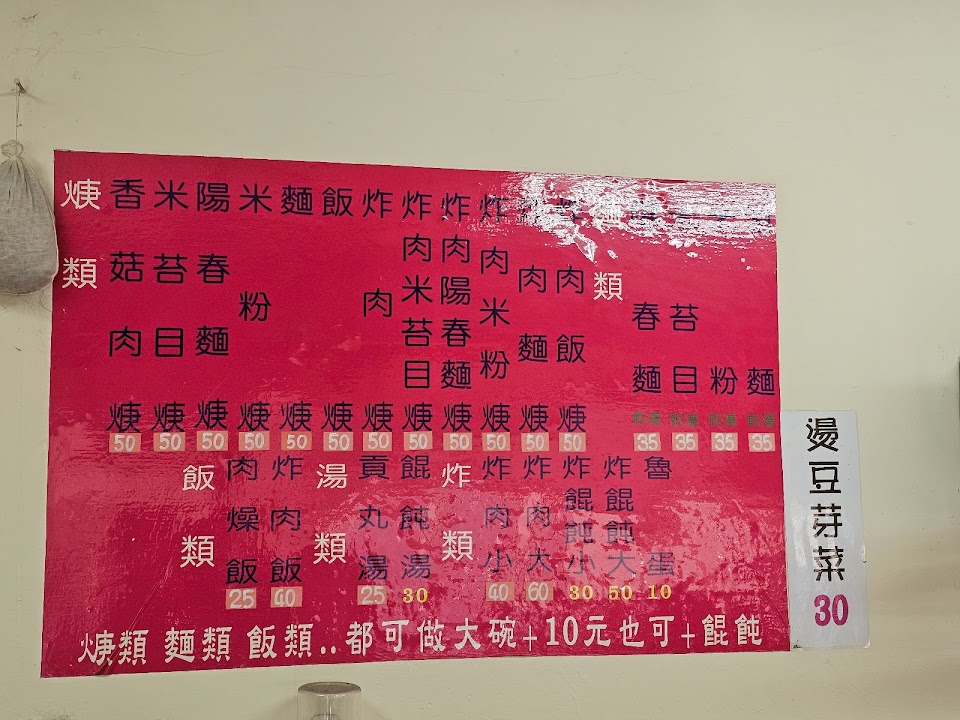 焿類
香菇肉焿 50
米苔目焿 50
陽春麵焿 50
米粉焿 50
麵焿 50
飯焿 50
炸肉焿 50
炸肉米苔目焿 50
炸肉陽春麵焿 50
炸肉米粉焿 50
炸肉麵焿 50
炸肉飯焿 50
麵類
春麵 35
苔目 35
粉 35
麵 35
飯類
肉燥飯 25
炸肉飯 40
湯類
貢丸湯 25
餛飩湯 30
炸類
炸肉小 40
炸肉大 60
炸餛飩小 30
炸餛飩大 50
魯蛋 10
焿類 麵類 飯類..都可做大碗+10元也可+餛飩
燙豆芽菜
30